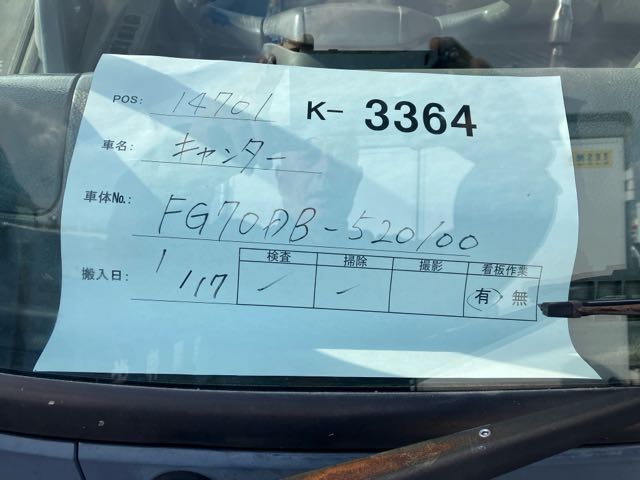 POS: 14701 K- 3364
車名: キャンター
車体No.: FG70DB-520100
検査 掃除 撮影 看板作業
搬入日: 1/17 / / 有 無